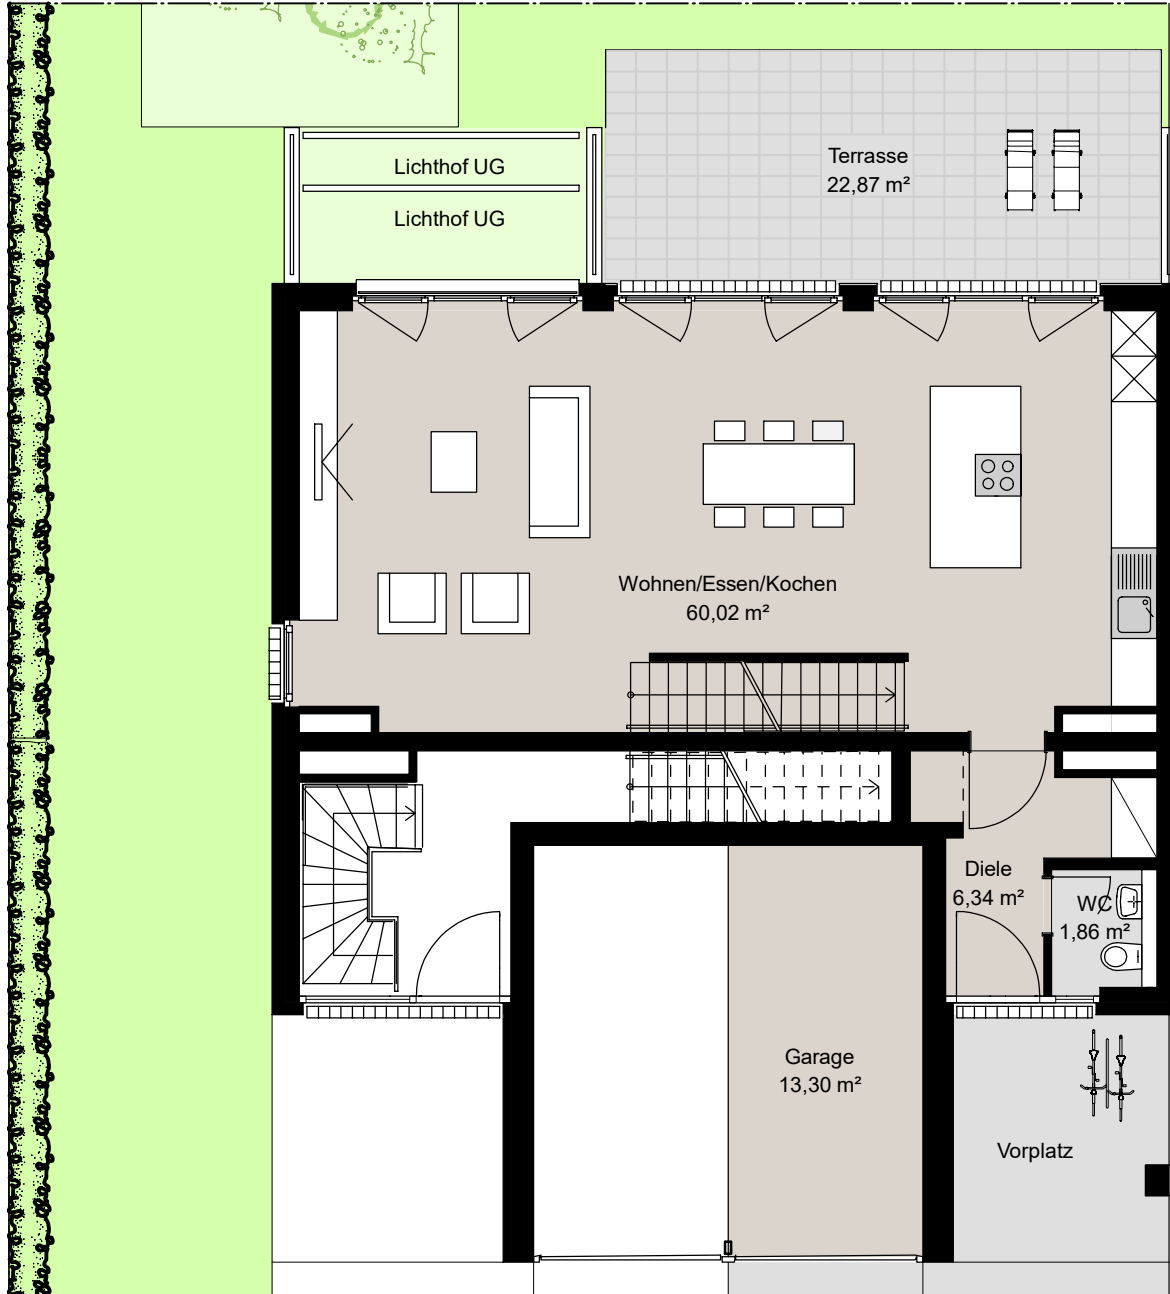 Lichthof UG
Lichthof UG
Terrasse
22,87 m²
Wohnen/Essen/Kochen
60,02 m²
Diele
6,34 m²
WC
1,86 m²
Garage
13,30 m²
Vorplatz